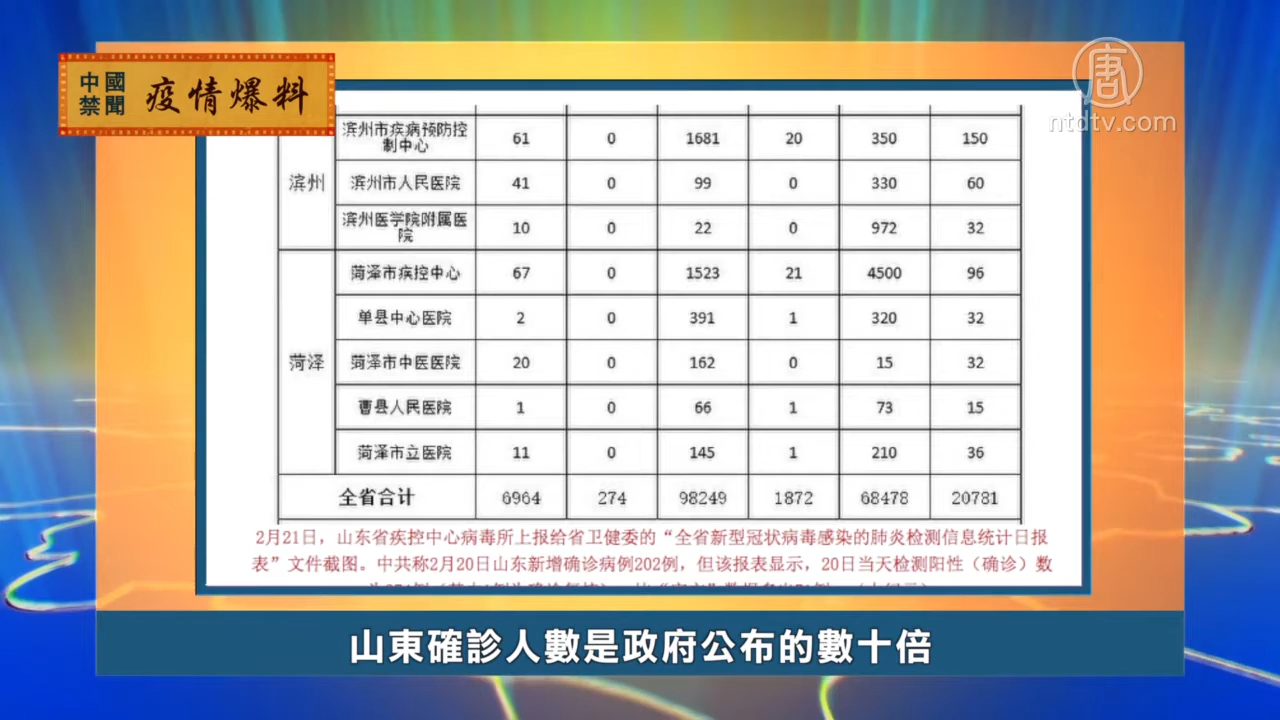 中國禁聞
疫情爆料
唐
ntdtv.com
滨州
滨州市疾病预防控制中心 61 0 1681 20 350 150
滨州市人民医院 41 0 99 0 330 60
滨州医学院附属医院 10 0 22 0 972 32
菏泽
菏泽市疾控中心 67 0 1523 21 4500 96
单县中心医院 2 0 391 1 320 32
菏泽市中医医院 20 0 162 0 15 32
曹县人民医院 1 0 66 1 73 15
菏泽市立医院 11 0 145 1 210 36
全省合计 6964 274 98249 1872 68478 20781
2月21日，山东省疾控中心病毒所上报给省卫健委的“全省新型冠状病毒感染的肺炎检测信息统计日报
表”文件截图。中共称2月20日山东新增确诊病例202例，但该报表显示，20日当天检测阳性（确诊）数
山東確診人數是政府公布的數十倍